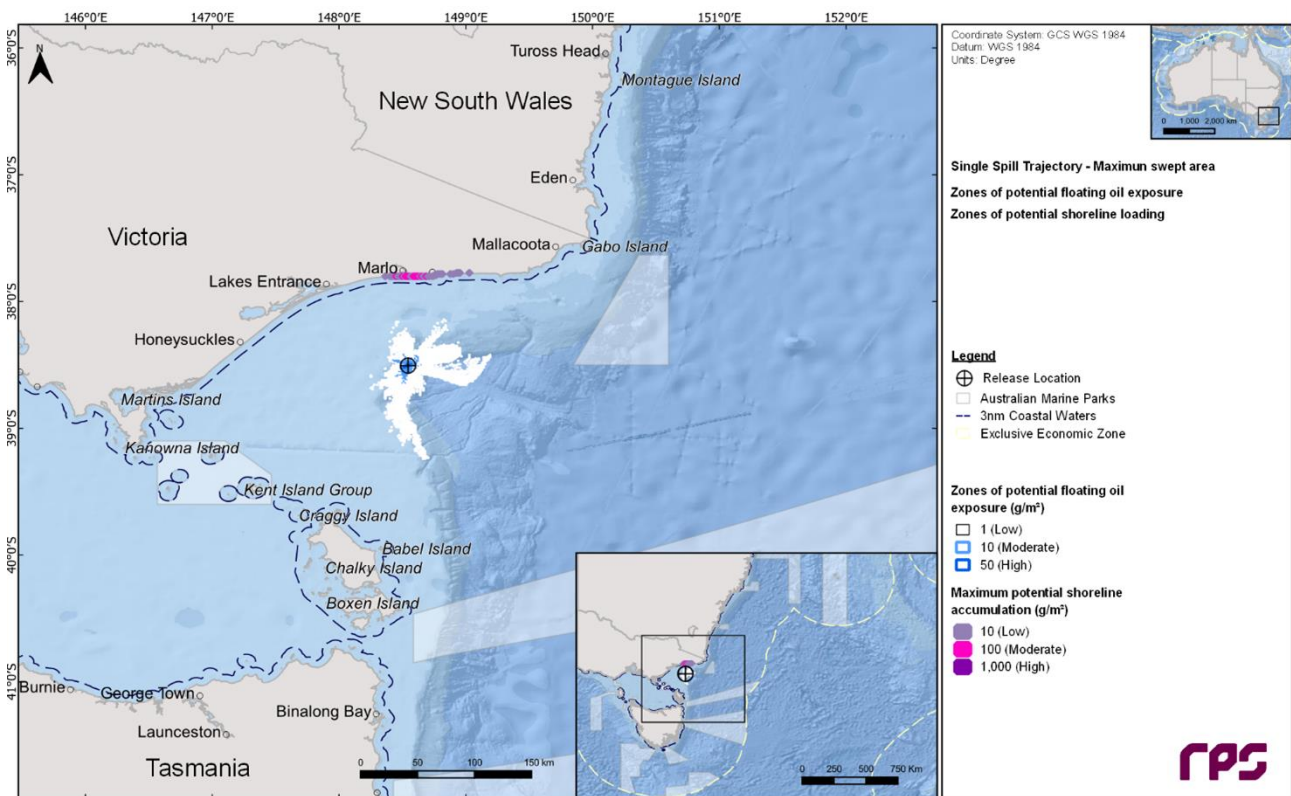 146°0'E 147°0'E 148°0'E 149°0'E 150°0'E 151°0'E 152°0'E
36°0'S
37°0'S
38°0'S
39°0'S
40°0'S
41°0'S
N
Tuross Head
Montague Island
New South Wales
Eden
Victoria
Mallacoota
Gabo Island
Marlo
Lakes Entrance
Honeysuckles
Martins Island
Kanowna Island
Kent Island Group
Craggy Island
Babel Island
Chalky Island
Boxen Island
Burnie
George Town
Binalong Bay
Launceston
Tasmania
0 50 100 150 km
0 250 500 750 Km
Coordinate System: GCS WGS 1984
Datum: WGS 1984
Units: Degree
0 1,000 2,000 km
Single Spill Trajectory - Maximun swept area
Zones of potential floating oil exposure
Zones of potential shoreline loading
Legend
Release Location
Australian Marine Parks
3nm Coastal Waters
Exclusive Economic Zone
Zones of potential floating oil
exposure (g/m²)
1 (Low)
10 (Moderate)
50 (High)
Maximum potential shoreline
accumulation (g/m²)
10 (Low)
100 (Moderate)
1,000 (High)
rps